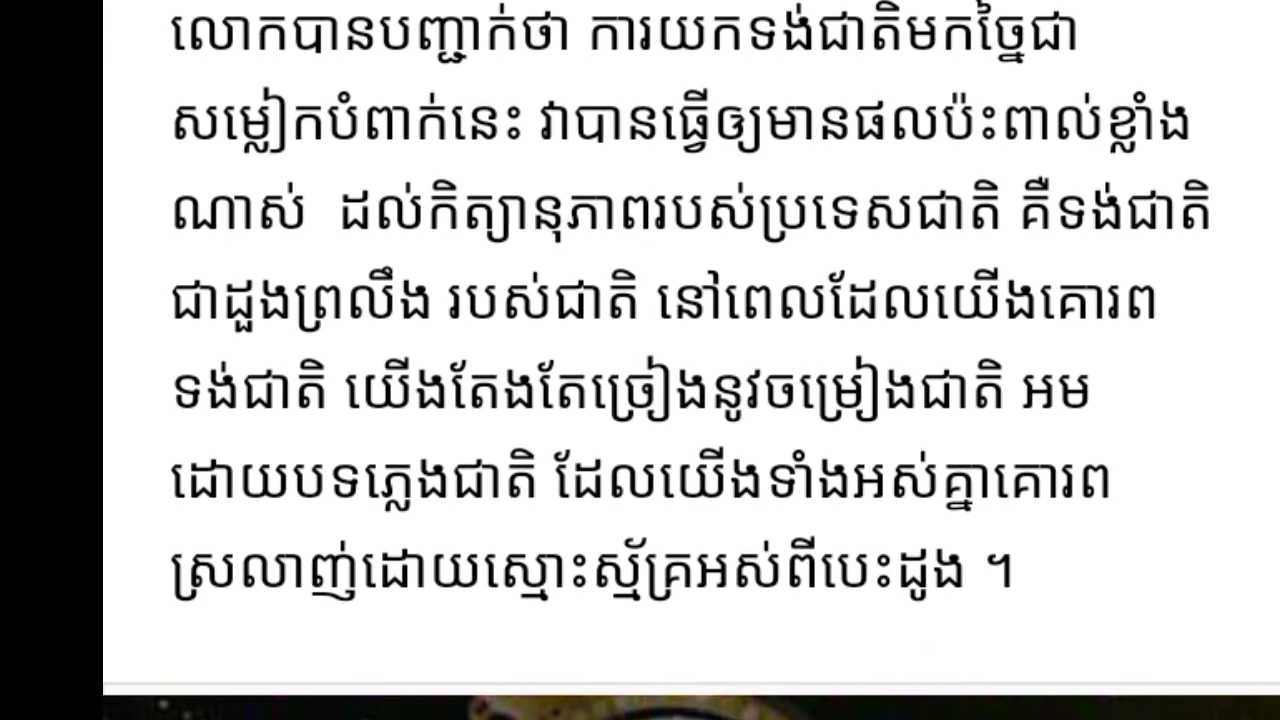 លោកបានបញ្ជាក់ថា ការយកទង់ជាតិមកច្នៃជា
សម្លៀកបំពាក់នេះ វាបានធ្វើឲ្យមានផលប៉ះពាល់ខ្លាំង
ណាស់  ដល់កិត្យានុភាពរបស់ប្រទេសជាតិ គឺទង់ជាតិ
ជាដួងព្រលឹង របស់ជាតិ នៅពេលដែលយើងគោរព
ទង់ជាតិ យើងតែងតែច្រៀងនូវចម្រៀងជាតិ អម
ដោយបទភ្លេងជាតិ ដែលយើងទាំងអស់គ្នាគោរព
ស្រលាញ់ដោយស្មោះស្ម័គ្រអស់ពីបេះដូង ។